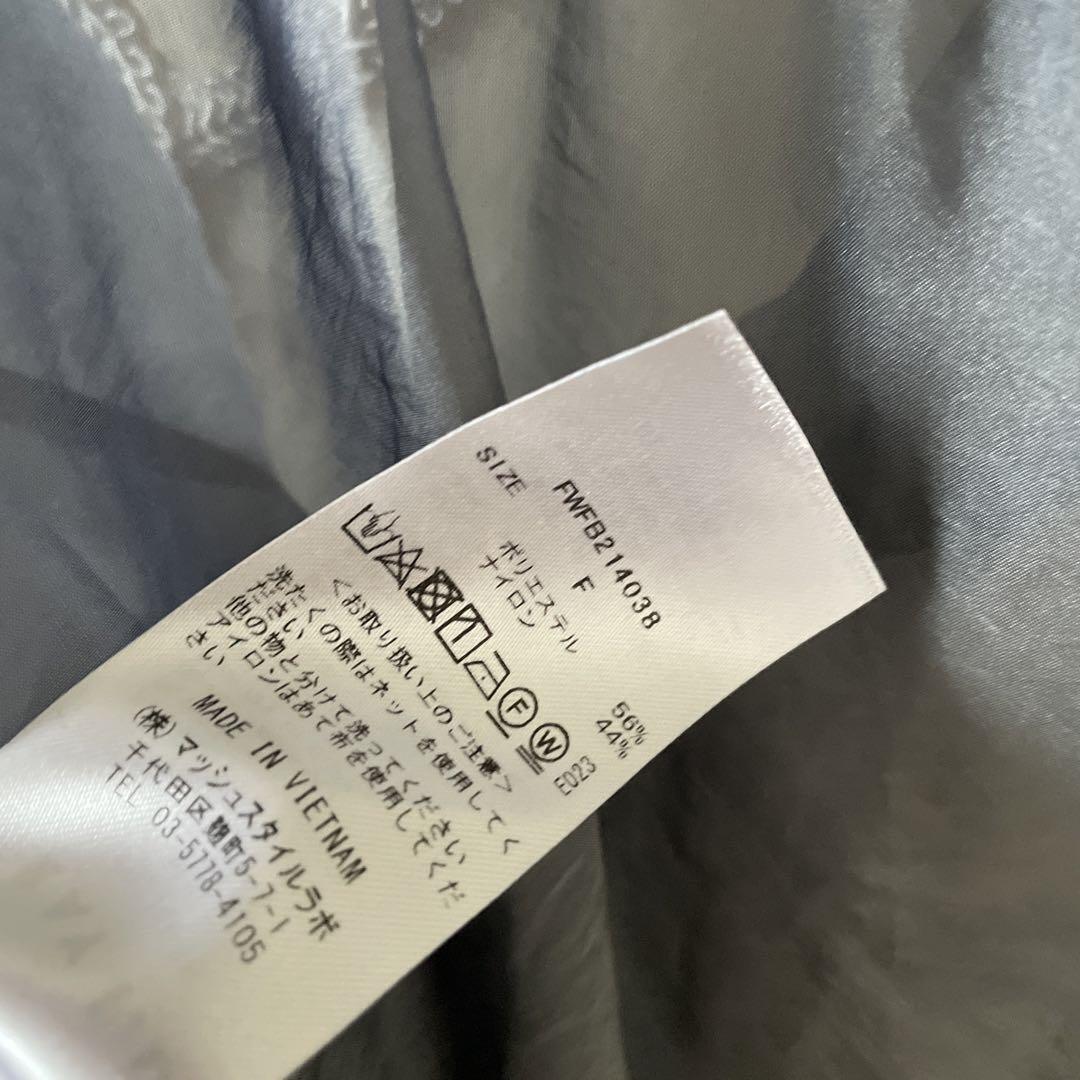 FWFB214038
SIZE F
ポリエステル 56%
ナイロン 44%
F W E023
<お取り扱い上のご注意>
洗たくの際はネットを使用してく
ださい
他の物と分けて洗ってください
アイロンはあて布を使用してくだ
さい
MADE IN VIETNAM
(株)マッシュスタイルラボ
千代田区麹町5-7-1
TEL 03-5778-4105